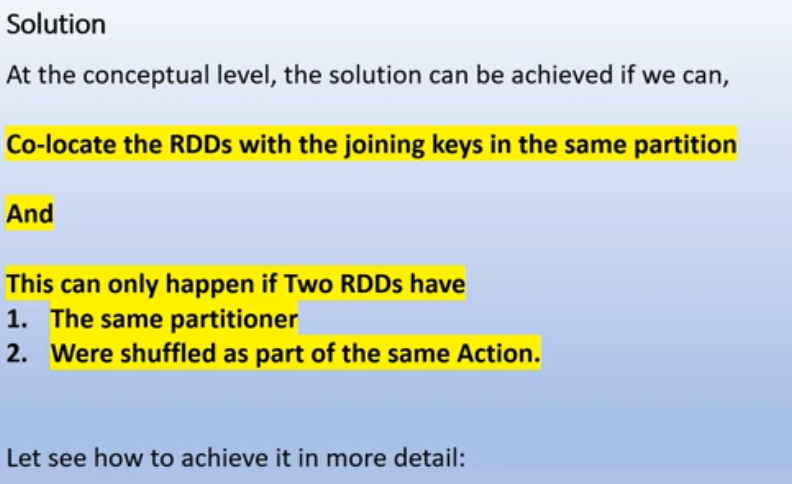 Solution
At the conceptual level, the solution can be achieved if we can,
Co-locate the RDDs with the joining keys in the same partition
And
This can only happen if Two RDDs have
1. The same partitioner
2. Were shuffled as part of the same Action.
Let see how to achieve it in more detail: